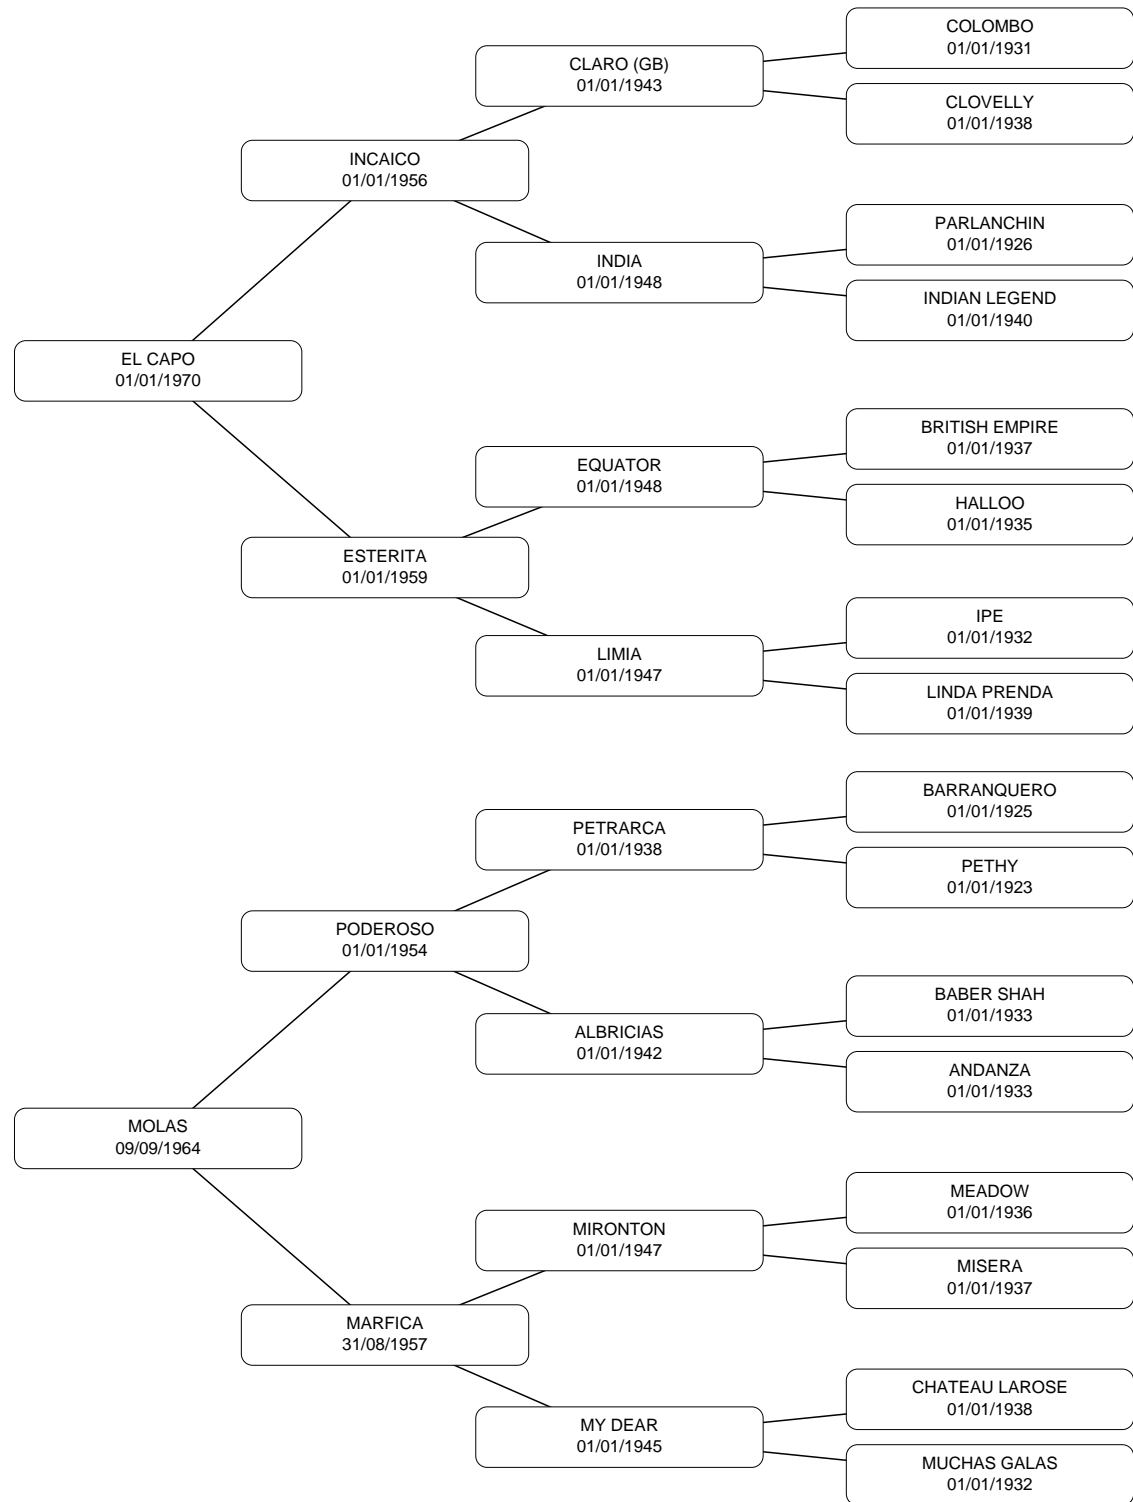 COLOMBO
01/01/1931
CLARO (GB)
01/01/1943
CLOVELLY
01/01/1938
INCAICO
01/01/1956
PARLANCHIN
01/01/1926
INDIA
01/01/1948
INDIAN LEGEND
01/01/1940
EL CAPO
01/01/1970
BRITISH EMPIRE
01/01/1937
EQUATOR
01/01/1948
HALLOO
01/01/1935
ESTERITA
01/01/1959
IPE
01/01/1932
LIMIA
01/01/1947
LINDA PRENDA
01/01/1939
BARRANQUERO
01/01/1925
PETRARCA
01/01/1938
PETHY
01/01/1923
PODEROSO
01/01/1954
BABER SHAH
01/01/1933
ALBRICIAS
01/01/1942
ANDANZA
01/01/1933
MOLAS
09/09/1964
MEADOW
01/01/1936
MIRONTON
01/01/1947
MISERA
01/01/1937
MARFICA
31/08/1957
CHATEAU LAROSE
01/01/1938
MY DEAR
01/01/1945
MUCHAS GALAS
01/01/1932